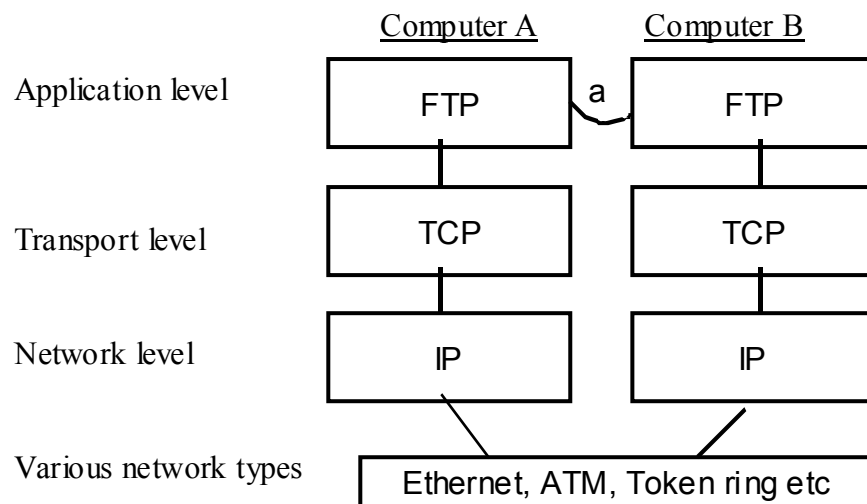 Computer A Computer B
Application level FTP a FTP
Transport level TCP TCP
Network level IP IP
Various network types Ethernet, ATM, Token ring etc